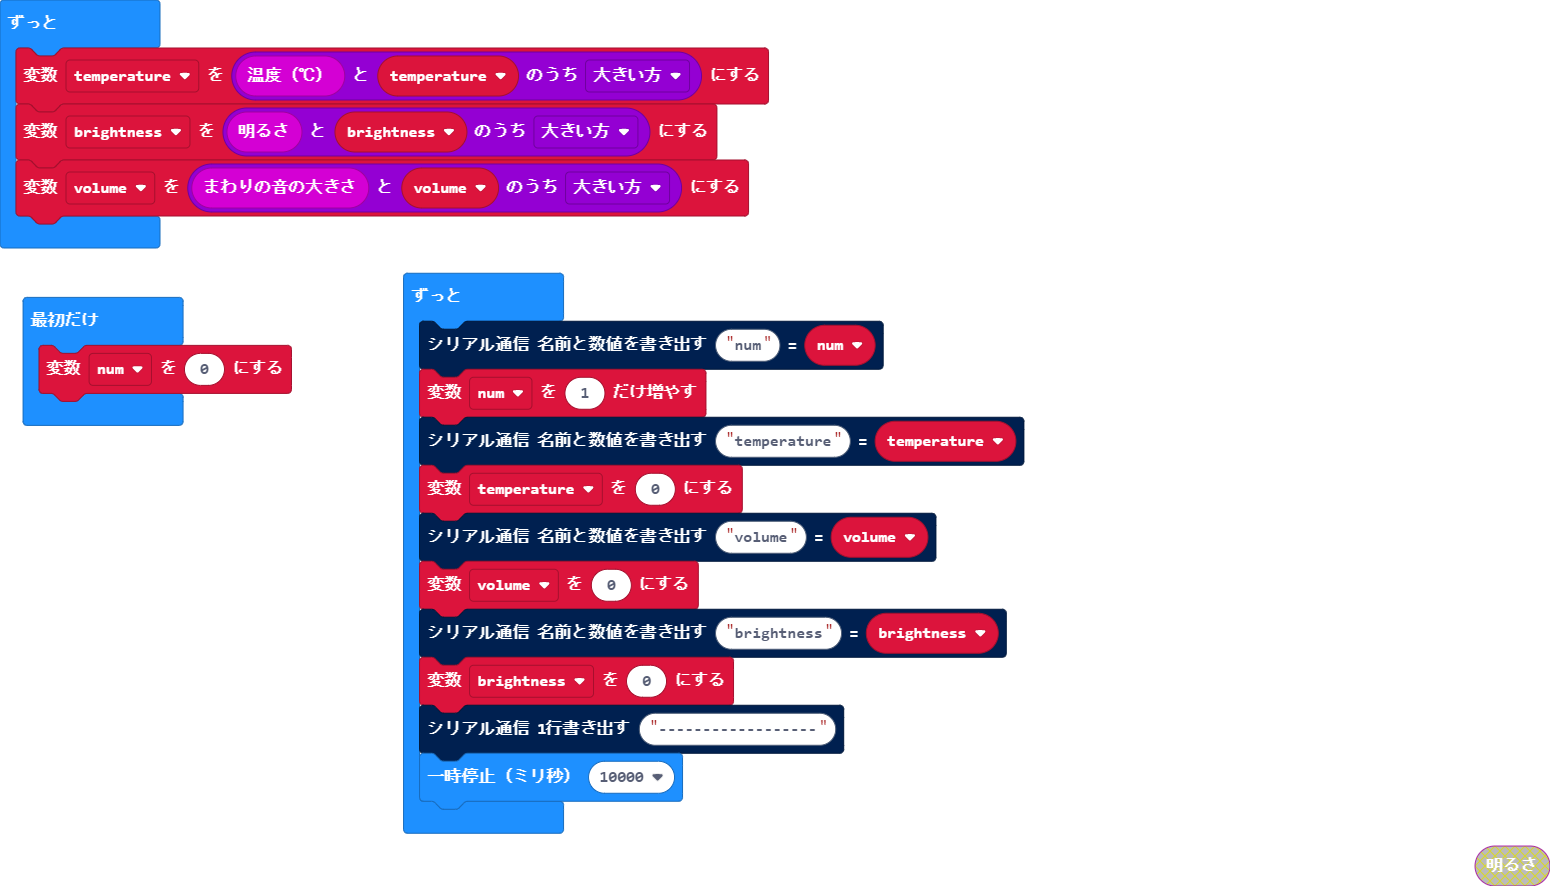 ずっと
変数 temperature を 温度（℃） と temperature のうち 大きい方 にする
変数 brightness を 明るさ と brightness のうち 大きい方 にする
変数 volume を まわりの音の大きさ と volume のうち 大きい方 にする
最初だけ
変数 num を 0 にする
ずっと
シリアル通信 名前と数値を書き出す "num" = num
変数 num を 1 だけ増やす
シリアル通信 名前と数値を書き出す "temperature" = temperature
変数 temperature を 0 にする
シリアル通信 名前と数値を書き出す "volume" = volume
変数 volume を 0 にする
シリアル通信 名前と数値を書き出す "brightness" = brightness
変数 brightness を 0 にする
シリアル通信 1行書き出す "------------------"
一時停止（ミリ秒） 10000
明るさ